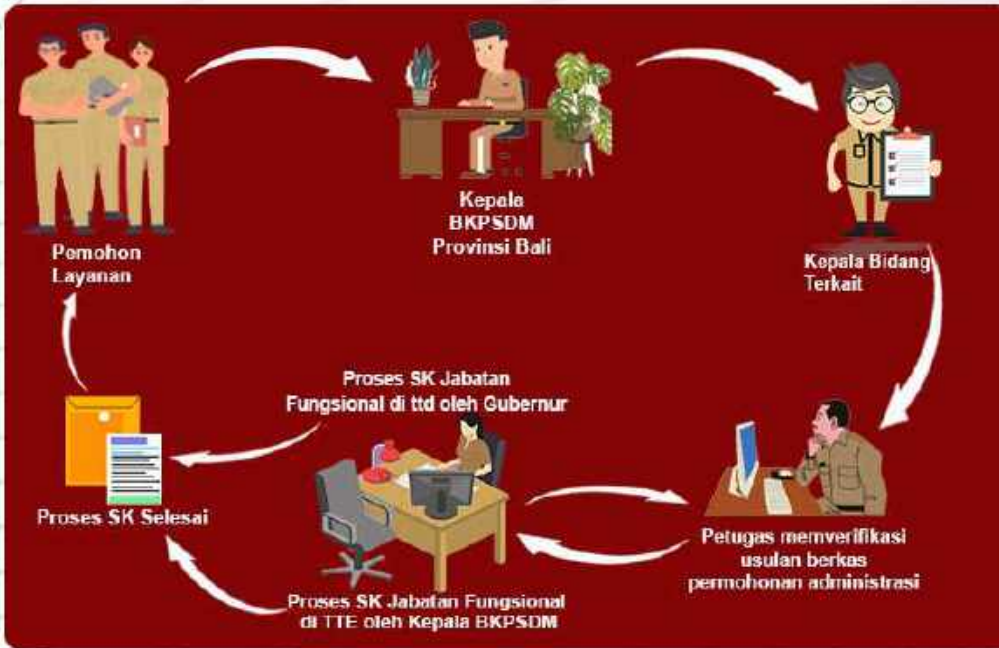 Pemohon
Layanan
Kepala
BKPSDM
Provinsi Bali
Kepala Bidang
Terkait
Petugas memverifikasi
usulan berkas
permohonan administrasi
Proses SK Jabatan
Fungsional di ttd oleh Gubernur
Proses SK Jabatan Fungsional
di TTE oleh Kepala BKPSDM
Proses SK Selesai